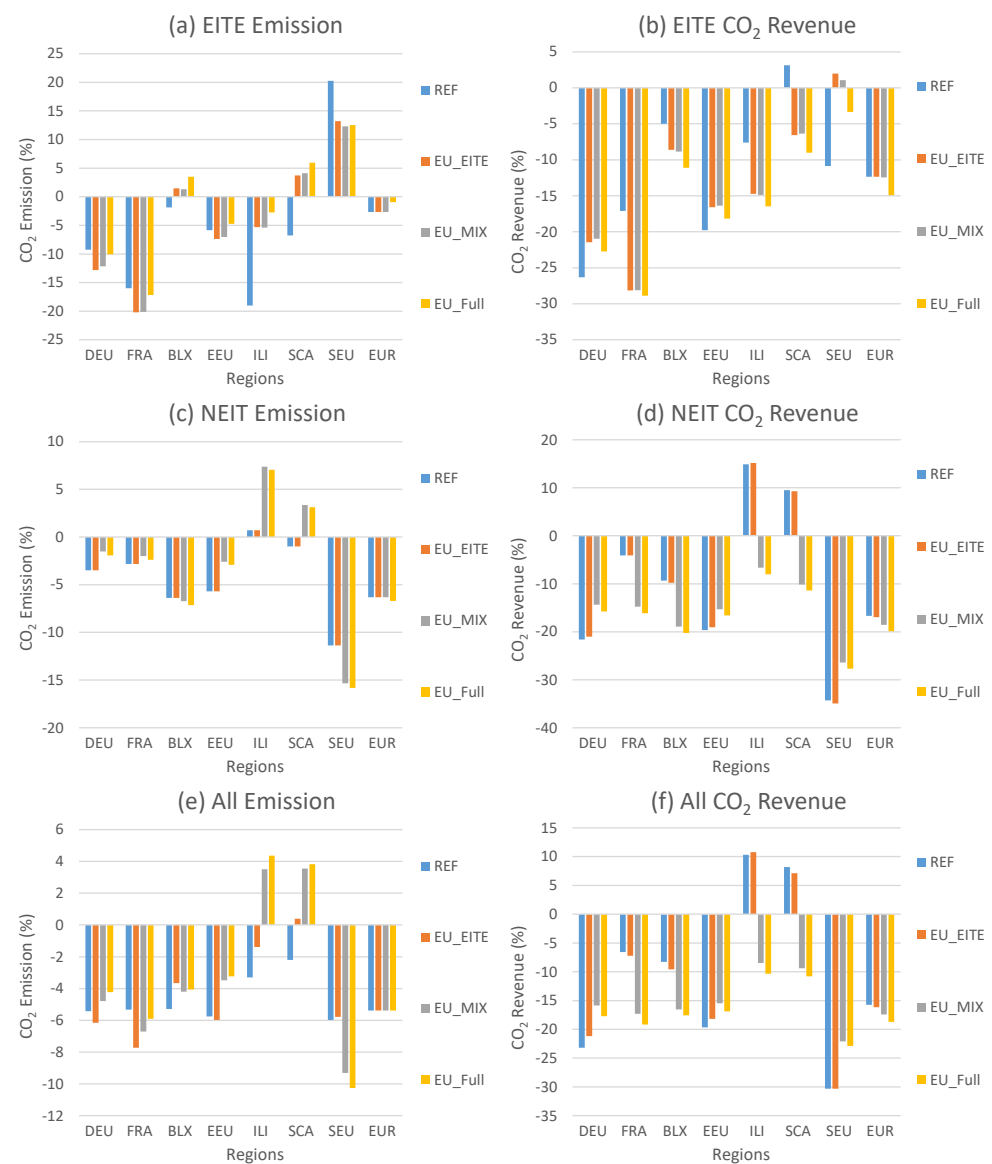 (a) EITE Emission
25
20
15
10
5
0
-5
-10
-15
-20
-25
CO₂ Emission (%)
DEU FRA BLX EEU ILI SCA SEU EUR
Regions
REF
EU_EITE
EU_MIX
EU_Full
(b) EITE CO₂ Revenue
5
0
-5
-10
-15
-20
-25
-30
-35
CO₂ Revenue (%)
DEU FRA BLX EEU ILI SCA SEU EUR
Regions
REF
EU_EITE
EU_MIX
EU_Full
(c) NEIT Emission
10
5
0
-5
-10
-15
-20
CO₂ Emission (%)
DEU FRA BLX EEU ILI SCA SEU EUR
Regions
REF
EU_EITE
EU_MIX
EU_Full
(d) NEIT CO₂ Revenue
20
10
0
-10
-20
-30
-40
CO₂ Revenue (%)
DEU FRA BLX EEU ILI SCA SEU EUR
Regions
REF
EU_EITE
EU_MIX
EU_Full
(e) All Emission
6
4
2
0
-2
-4
-6
-8
-10
-12
CO₂ Emission (%)
DEU FRA BLX EEU ILI SCA SEU EUR
Regions
REF
EU_EITE
EU_MIX
EU_Full
(f) All CO₂ Revenue
15
10
5
0
-5
-10
-15
-20
-25
-30
-35
CO₂ Revenue (%)
DEU FRA BLX EEU ILI SCA SEU EUR
Regions
REF
EU_EITE
EU_MIX
EU_Full